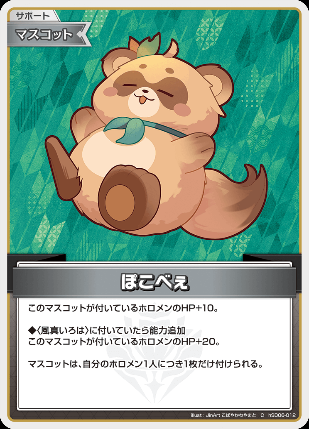 サポート
マスコット
ぽこべぇ
このマスコットが付いているホロメンのHP+10。
◆〈風真いろは〉に付いていたら能力追加
このマスコットが付いているホロメンのHP+20。
マスコットは、自分のホロメン1人につき1枚だけ付けられる。
hSD06-012